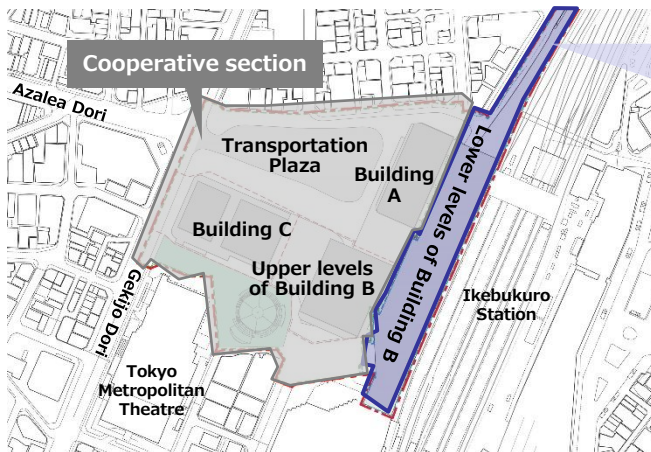 Cooperative section
Azalea Dori
Transportation
Plaza
Building
A
Building C
Upper levels
of Building B
Lower levels of Building B
Ikebukuro
Station
Gekijo Dori
Tokyo
Metropolitan
Theatre